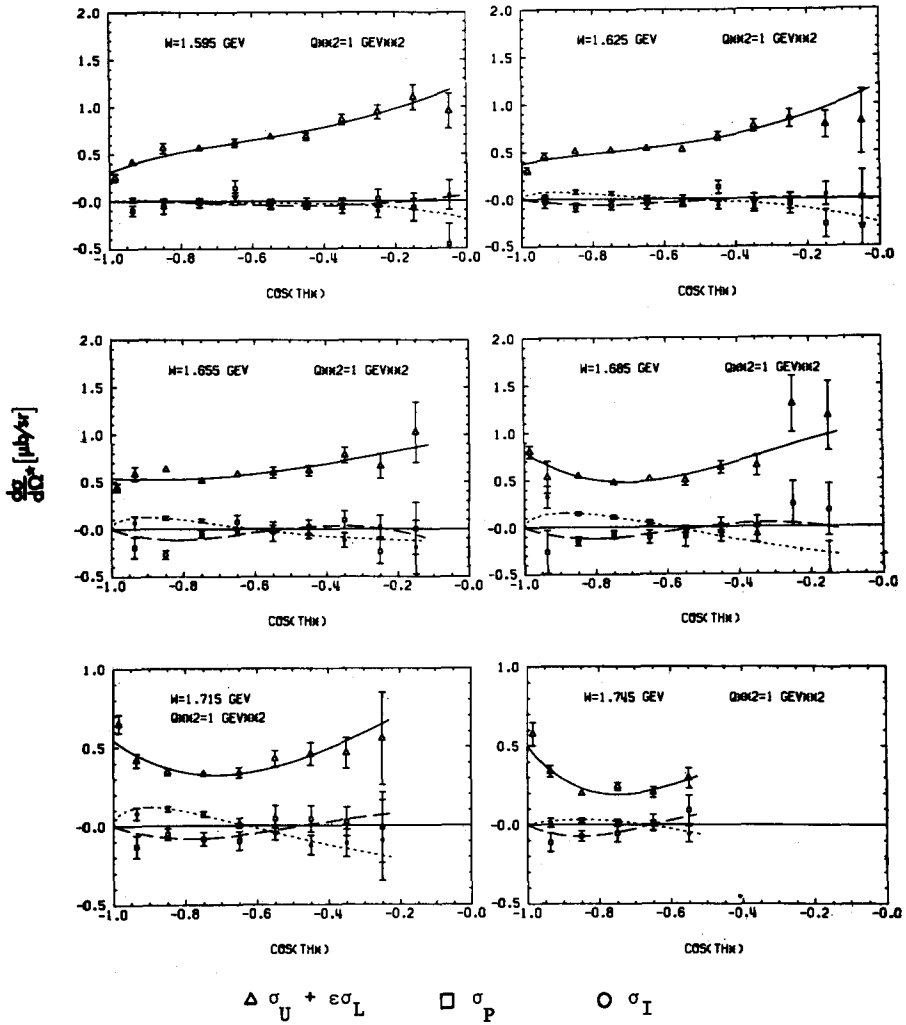 2.0 2.0
W=1.595 GEV Q**2=1 GEV**2 W=1.625 GEV Q**2=1 GEV**2
1.5 1.5
1.0 1.0
0.5 0.5
-0.0 -0.0
-0.5 -0.5
-1.0 -0.8 -0.6 -0.4 -0.2 0.0 -1.0 -0.8 -0.6 -0.4 -0.2 0.0
COS(TH*) COS(TH*)
2.0 2.0
W=1.655 GEV Q**2=1 GEV**2 W=1.685 GEV Q**2=1 GEV**2
1.5 1.5
1.0 1.0
0.5 0.5
-0.0 -0.0
-0.5 -0.5
-1.0 -0.8 -0.6 -0.4 -0.2 0.0 -1.0 -0.8 -0.6 -0.4 -0.2 0.0
COS(TH*) COS(TH*)
dσ/dΩ* [μb/sr]
1.0 1.0
W=1.715 GEV W=1.745 GEV Q**2=1 GEV**2
Q**2=1 GEV**2
0.5 0.5
-0.0 -0.0
-0.5 -0.5
-1.0 -0.8 -0.6 -0.4 -0.2 -0.0 -1.0 -0.8 -0.6 -0.4 -0.2 -0.0
COS(TH*) COS(TH*)
△ σ_U + εσ_L □ σ_P ○ σ_I